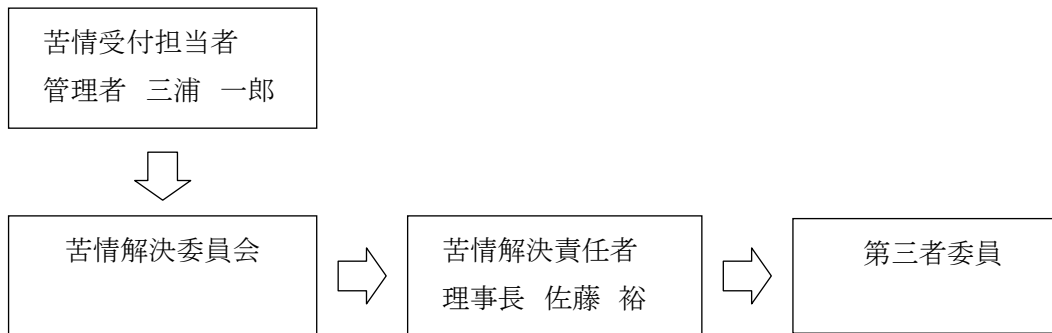 苦情受付担当者
管理者　三浦　一郎
苦情解決委員会
苦情解決責任者
理事長　佐藤　裕
第三者委員